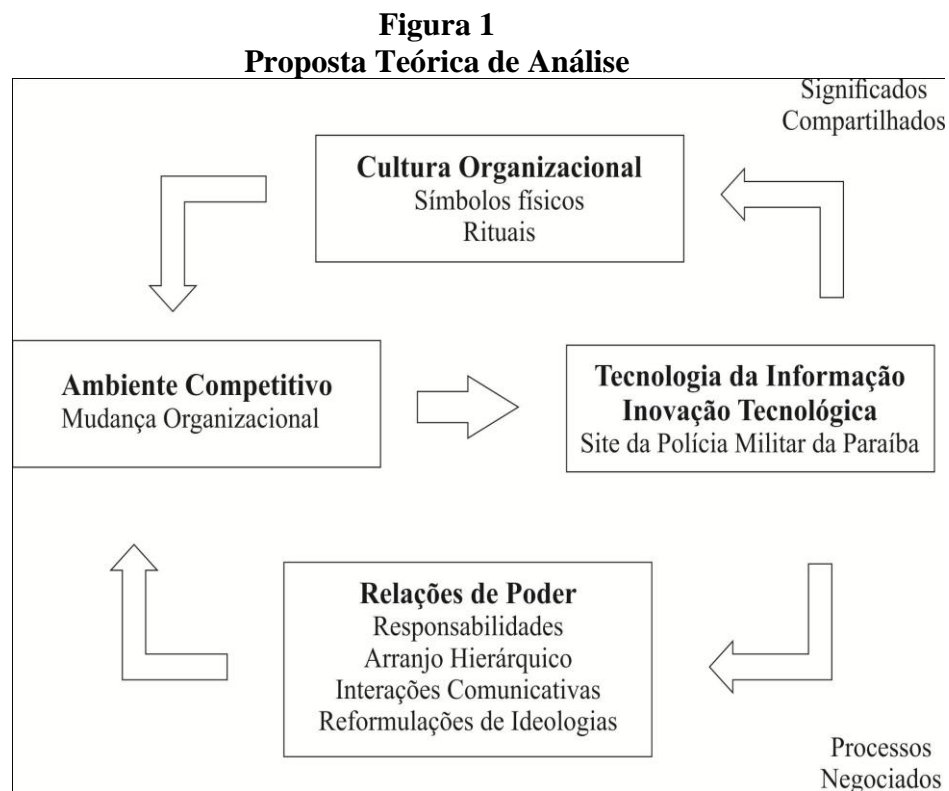 Figura 1
Proposta Teórica de Análise
Significados
Compartilhados
Cultura Organizacional
Símbolos físicos
Rituais
Ambiente Competitivo
Mudança Organizacional
Tecnologia da Informação
Inovação Tecnológica
Site da Polícia Militar da Paraíba
Relações de Poder
Responsabilidades
Arranjo Hierárquico
Interações Comunicativas
Reformulações de Ideologias
Processos
Negociados